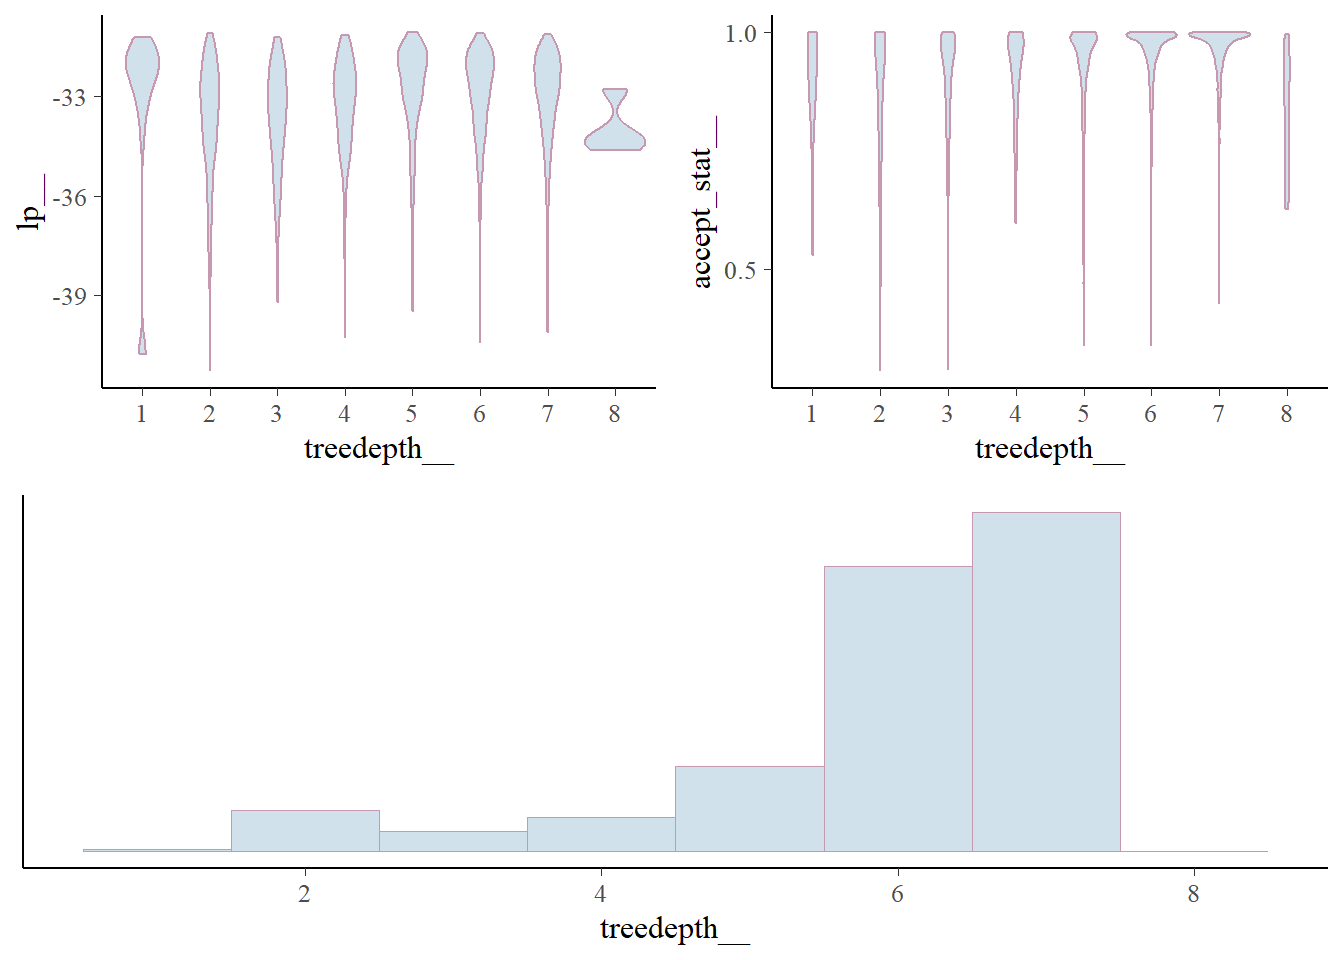 lp__
-33
-36
-39
1 2 3 4 5 6 7 8
treedepth__
accept_stat__
1.0
0.5
1 2 3 4 5 6 7 8
treedepth__
2 4 6 8
treedepth__